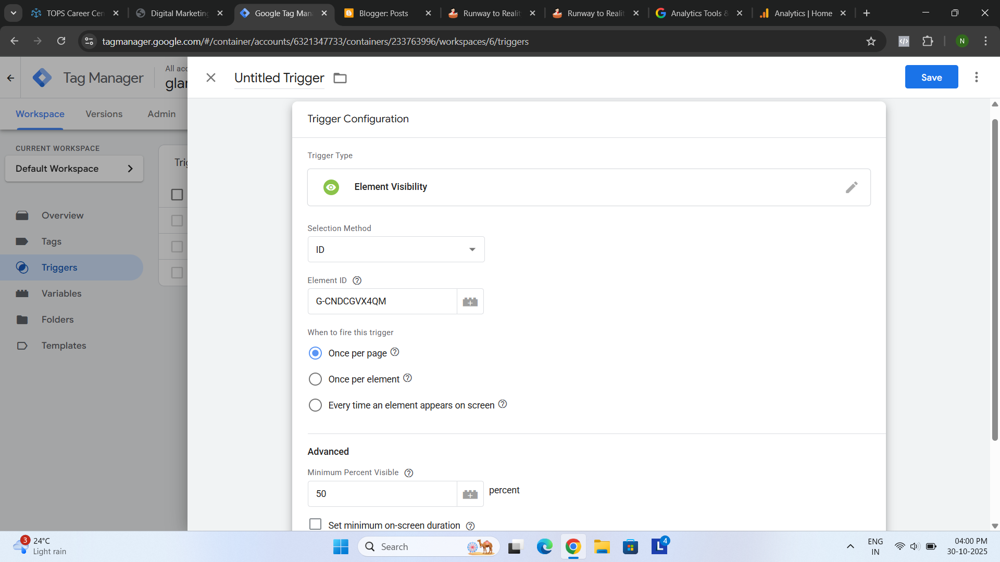 TOPS Career Cen
Digital Marketing
Google Tag Man
Blogger: Posts
Runway to Realit
Runway to Realit
Analytics Tools &
Analytics | Home
tagmanager.google.com/#/container/accounts/6321347733/containers/233763996/workspaces/6/triggers
N
Tag Manager
All acc
glar
Untitled Trigger
Save
Workspace
Versions
Admin
CURRENT WORKSPACE
Default Workspace
Overview
Tags
Triggers
Variables
Folders
Templates
Trig
Trigger Configuration
Trigger Type
Element Visibility
Selection Method
ID
Element ID
G-CNDCGVX4QM
When to fire this trigger
Once per page
Once per element
Every time an element appears on screen
Advanced
Minimum Percent Visible
50
percent
Set minimum on-screen duration
3
24°C
Light rain
Search
4
ENG
IN
04:00 PM
30-10-2025